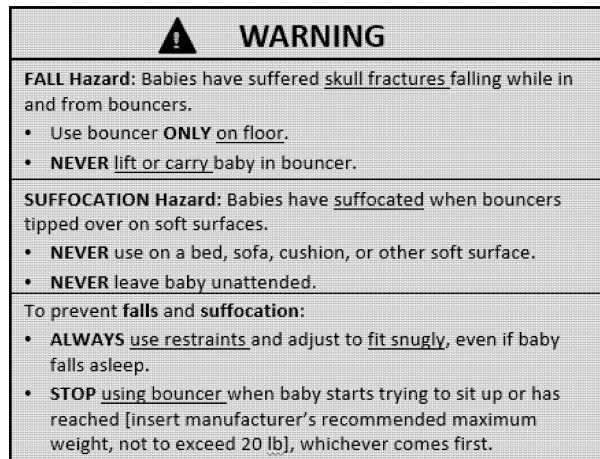 WARNING
FALL Hazard: Babies have suffered skull fractures falling while in
and from bouncers.
• Use bouncer ONLY on floor.
• NEVER lift or carry baby in bouncer.
SUFFOCATION Hazard: Babies have suffocated when bouncers
tipped over on soft surfaces.
• NEVER use on a bed, sofa, cushion, or other soft surface.
• NEVER leave baby unattended.
To prevent falls and suffocation:
• ALWAYS use restraints and adjust to fit snugly, even if baby
falls asleep.
• STOP using bouncer when baby starts trying to sit up or has
reached [insert manufacturer's recommended maximum
weight, not to exceed 20 lb], whichever comes first.